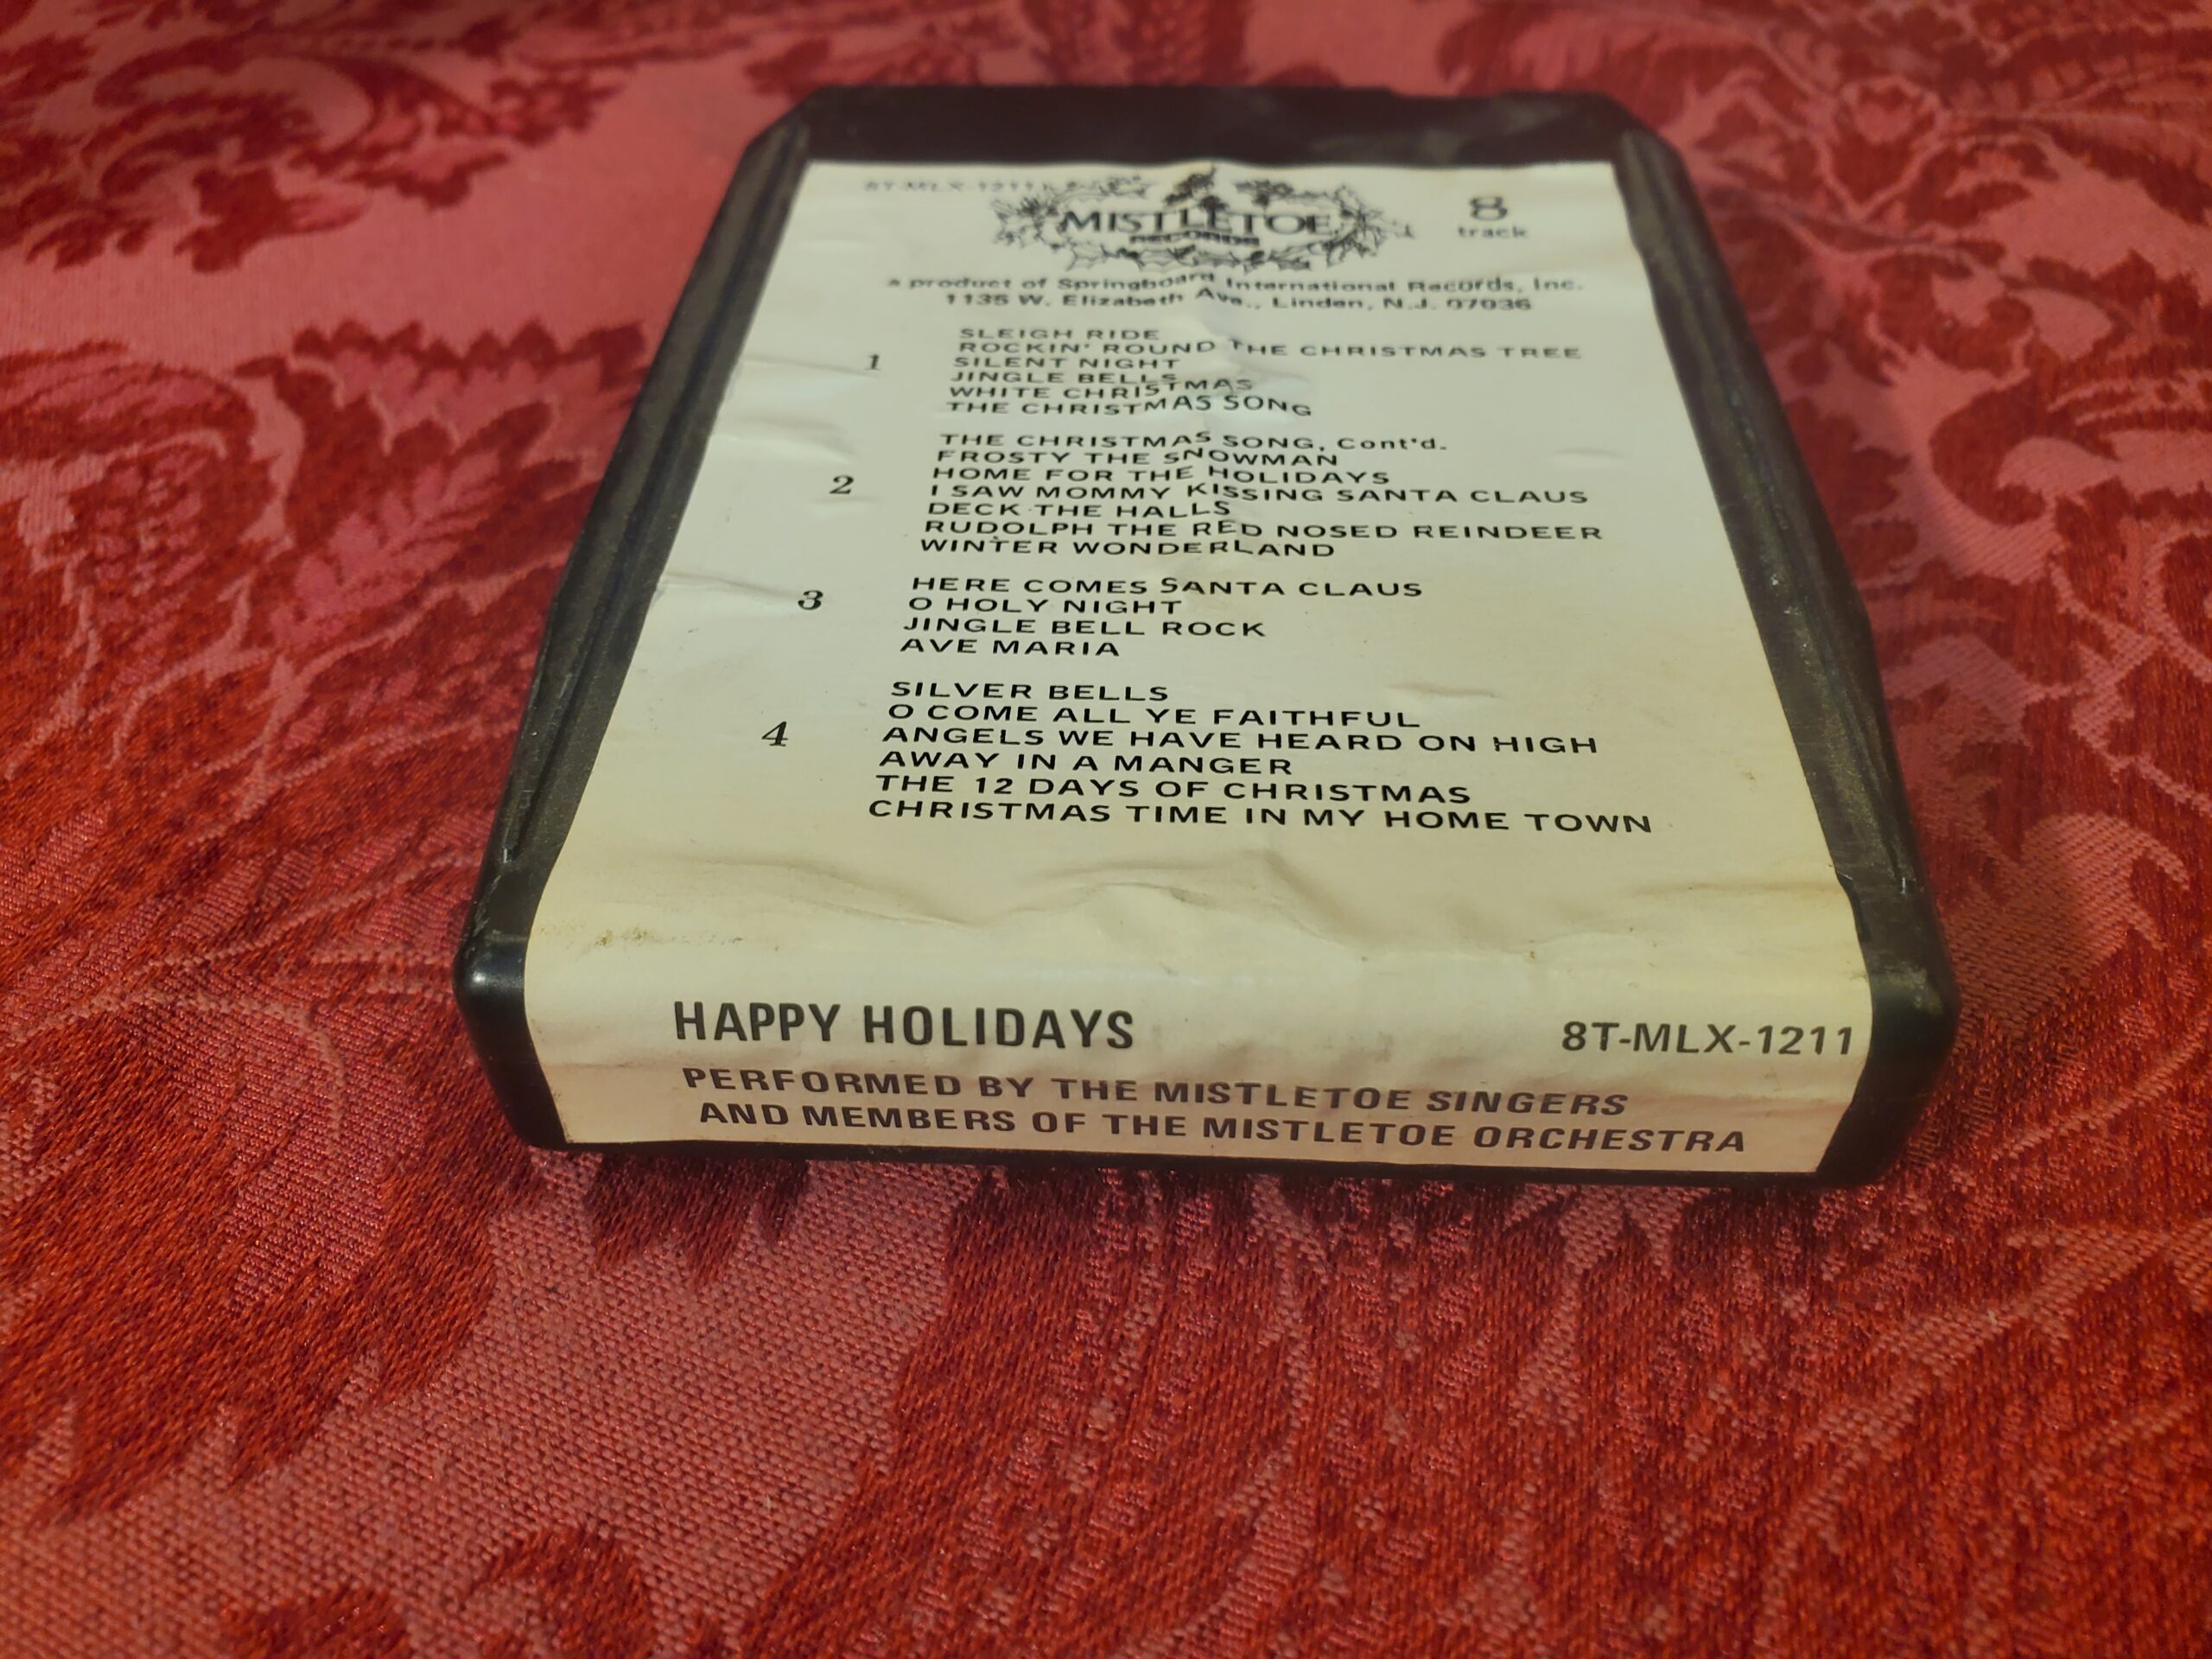 8T-MLX-1211
MISTLETOE
RECORDS
8
track
a product of Springboard International Records, Inc.
1135 W. Elizabeth Ave., Linden, N.J. 07036
1
SLEIGH RIDE
ROCKIN' ROUND THE CHRISTMAS TREE
SILENT NIGHT
JINGLE BELLS
WHITE CHRISTMAS
THE CHRISTMAS SONG
2
THE CHRISTMAS SONG, Cont'd.
FROSTY THE SNOWMAN
HOME FOR THE HOLIDAYS
I SAW MOMMY KISSING SANTA CLAUS
DECK THE HALLS
RUDOLPH THE RED NOSED REINDEER
WINTER WONDERLAND
3
HERE COMES SANTA CLAUS
O HOLY NIGHT
JINGLE BELL ROCK
AVE MARIA
4
SILVER BELLS
O COME ALL YE FAITHFUL
ANGELS WE HAVE HEARD ON HIGH
AWAY IN A MANGER
THE 12 DAYS OF CHRISTMAS
CHRISTMAS TIME IN MY HOME TOWN
HAPPY HOLIDAYS
8T-MLX-1211
PERFORMED BY THE MISTLETOE SINGERS
AND MEMBERS OF THE MISTLETOE ORCHESTRA